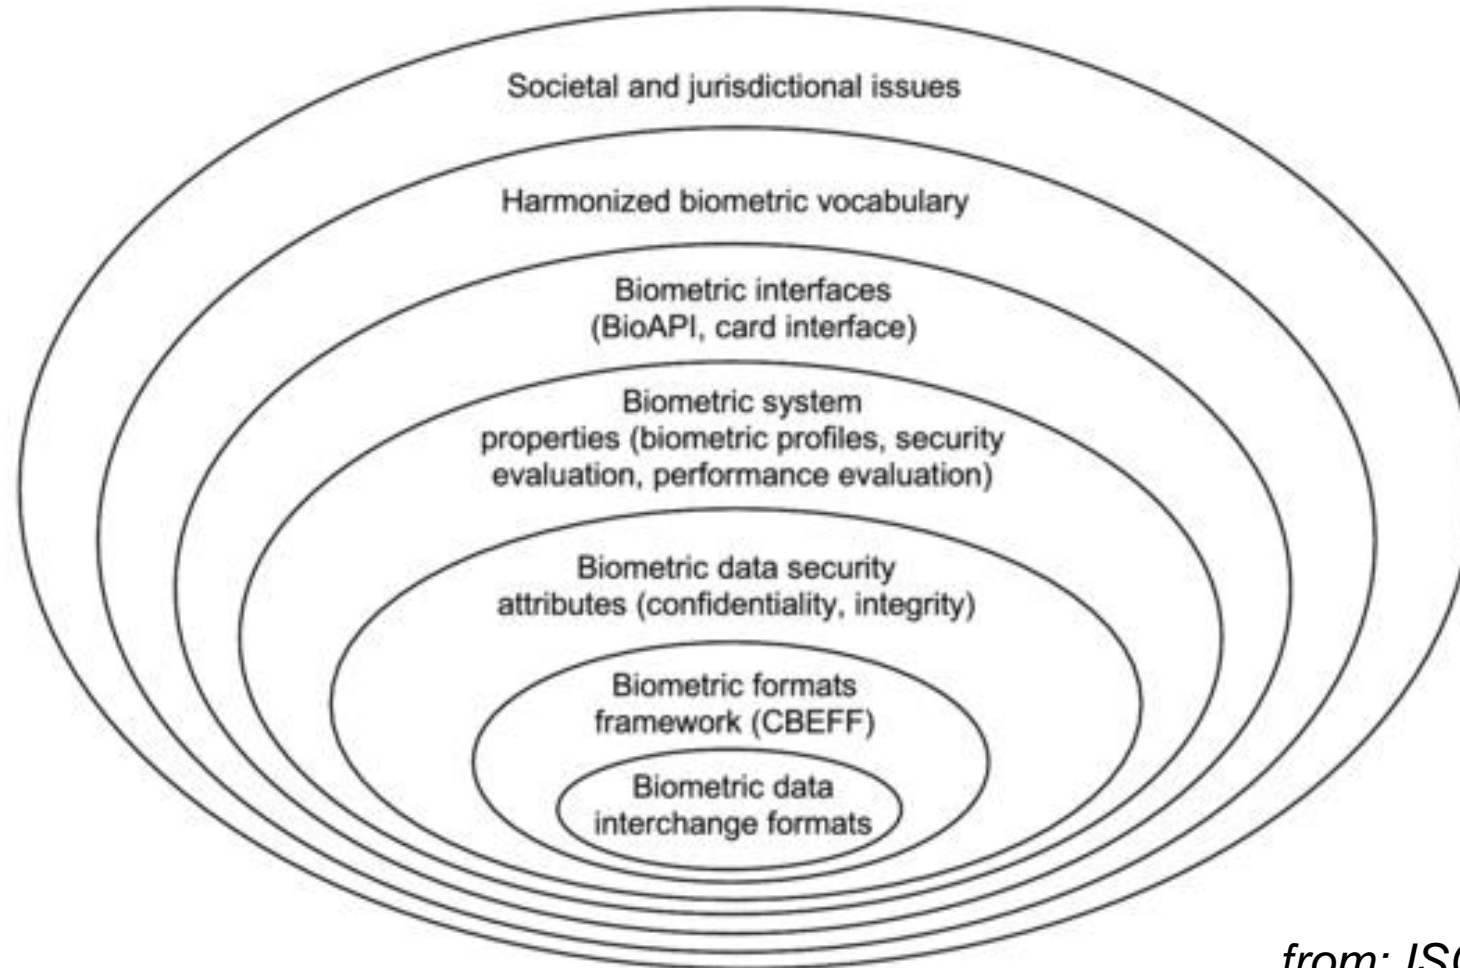 Societal and jurisdictional issues
Harmonized biometric vocabulary
Biometric interfaces
(BioAPI, card interface)
Biometric system
properties (biometric profiles, security
evaluation, performance evaluation)
Biometric data security
attributes (confidentiality, integrity)
Biometric formats
framework (CBEFF)
Biometric data
interchange formats
from: